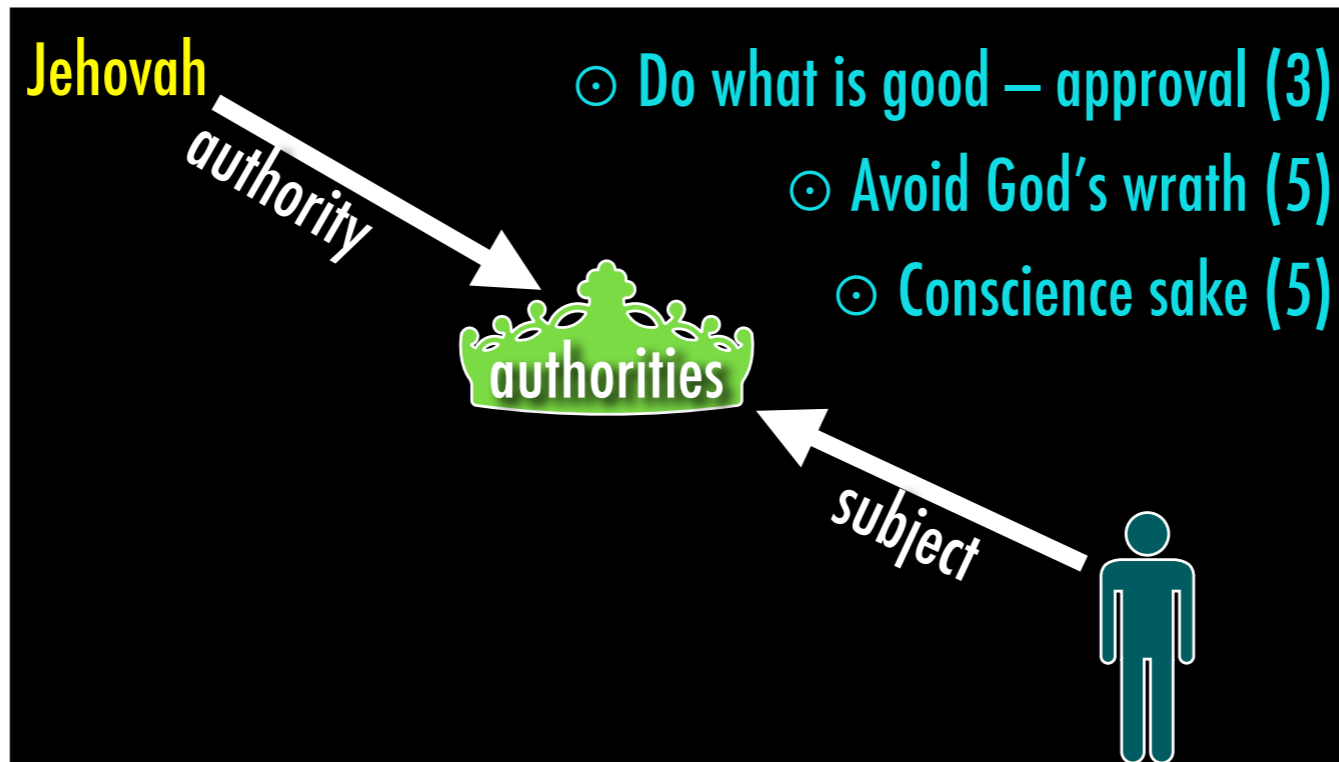 Jehovah
authority
⊙ Do what is good – approval (3)
⊙ Avoid God’s wrath (5)
⊙ Conscience sake (5)
authorities
subject